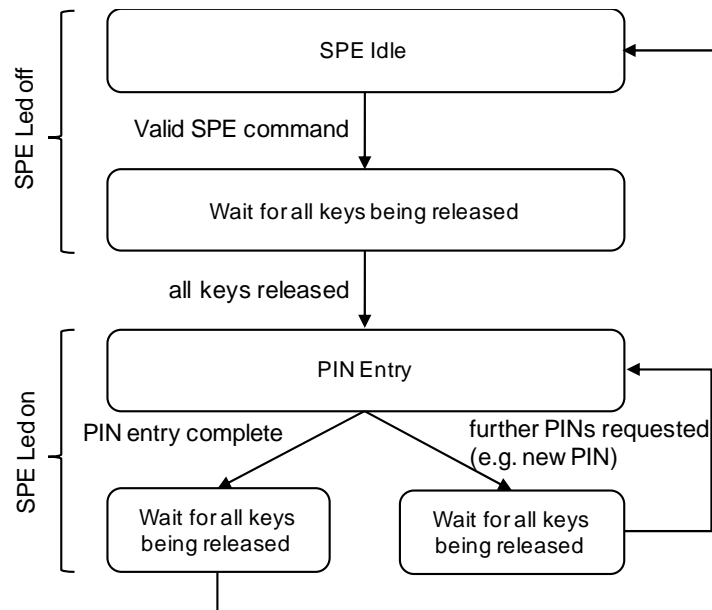 SPE Idle
SPE Led off
Valid SPE command
Wait for all keys being released
all keys released
PIN Entry
SPE Led on
PIN entry complete
further PINs requested
(e.g. new PIN)
Wait for all keys
being released
Wait for all keys
being released